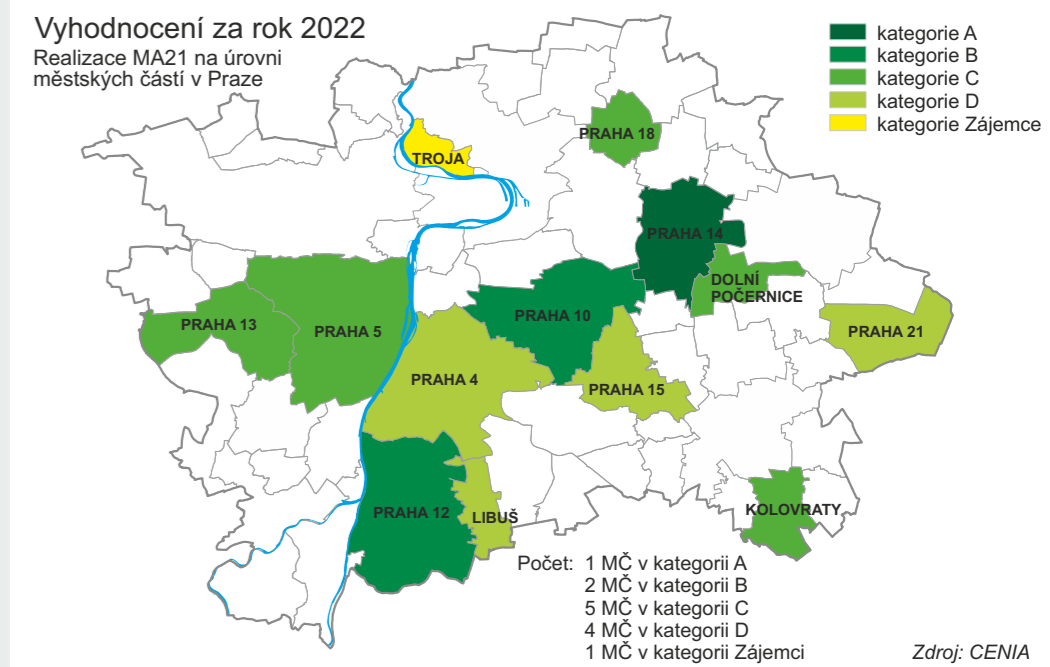 Vyhodnocení za rok 2022
Realizace MA21 na úrovni
městských částí v Praze
kategorie A
kategorie B
kategorie C
kategorie D
kategorie Zájemce
PRAHA 18
TROJA
PRAHA 14
DOLNÍ
POČERNICE
PRAHA 13
PRAHA 5
PRAHA 10
PRAHA 21
PRAHA 4
PRAHA 15
PRAHA 12
LIBUŠ
KOLOVRATY
Počet: 1 MČ v kategorii A
2 MČ v kategorii B
5 MČ v kategorii C
4 MČ v kategorii D
1 MČ v kategorii Zájemci
Zdroj: CENIA